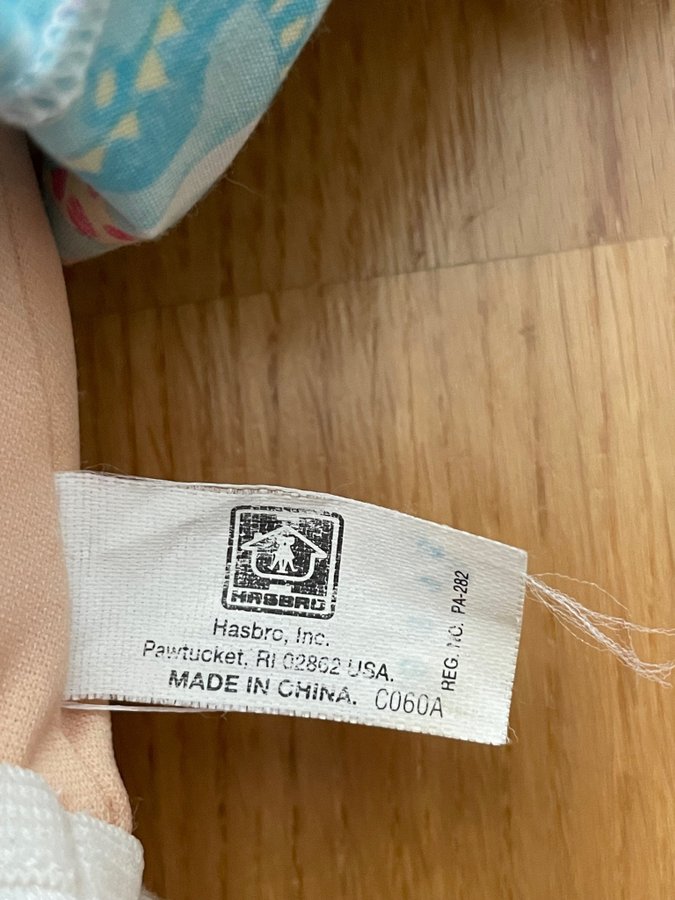 HASBRO
Hasbro, Inc.
Pawtucket, RI 02862 USA.
MADE IN CHINA. C060A
REG. NO. PA-282